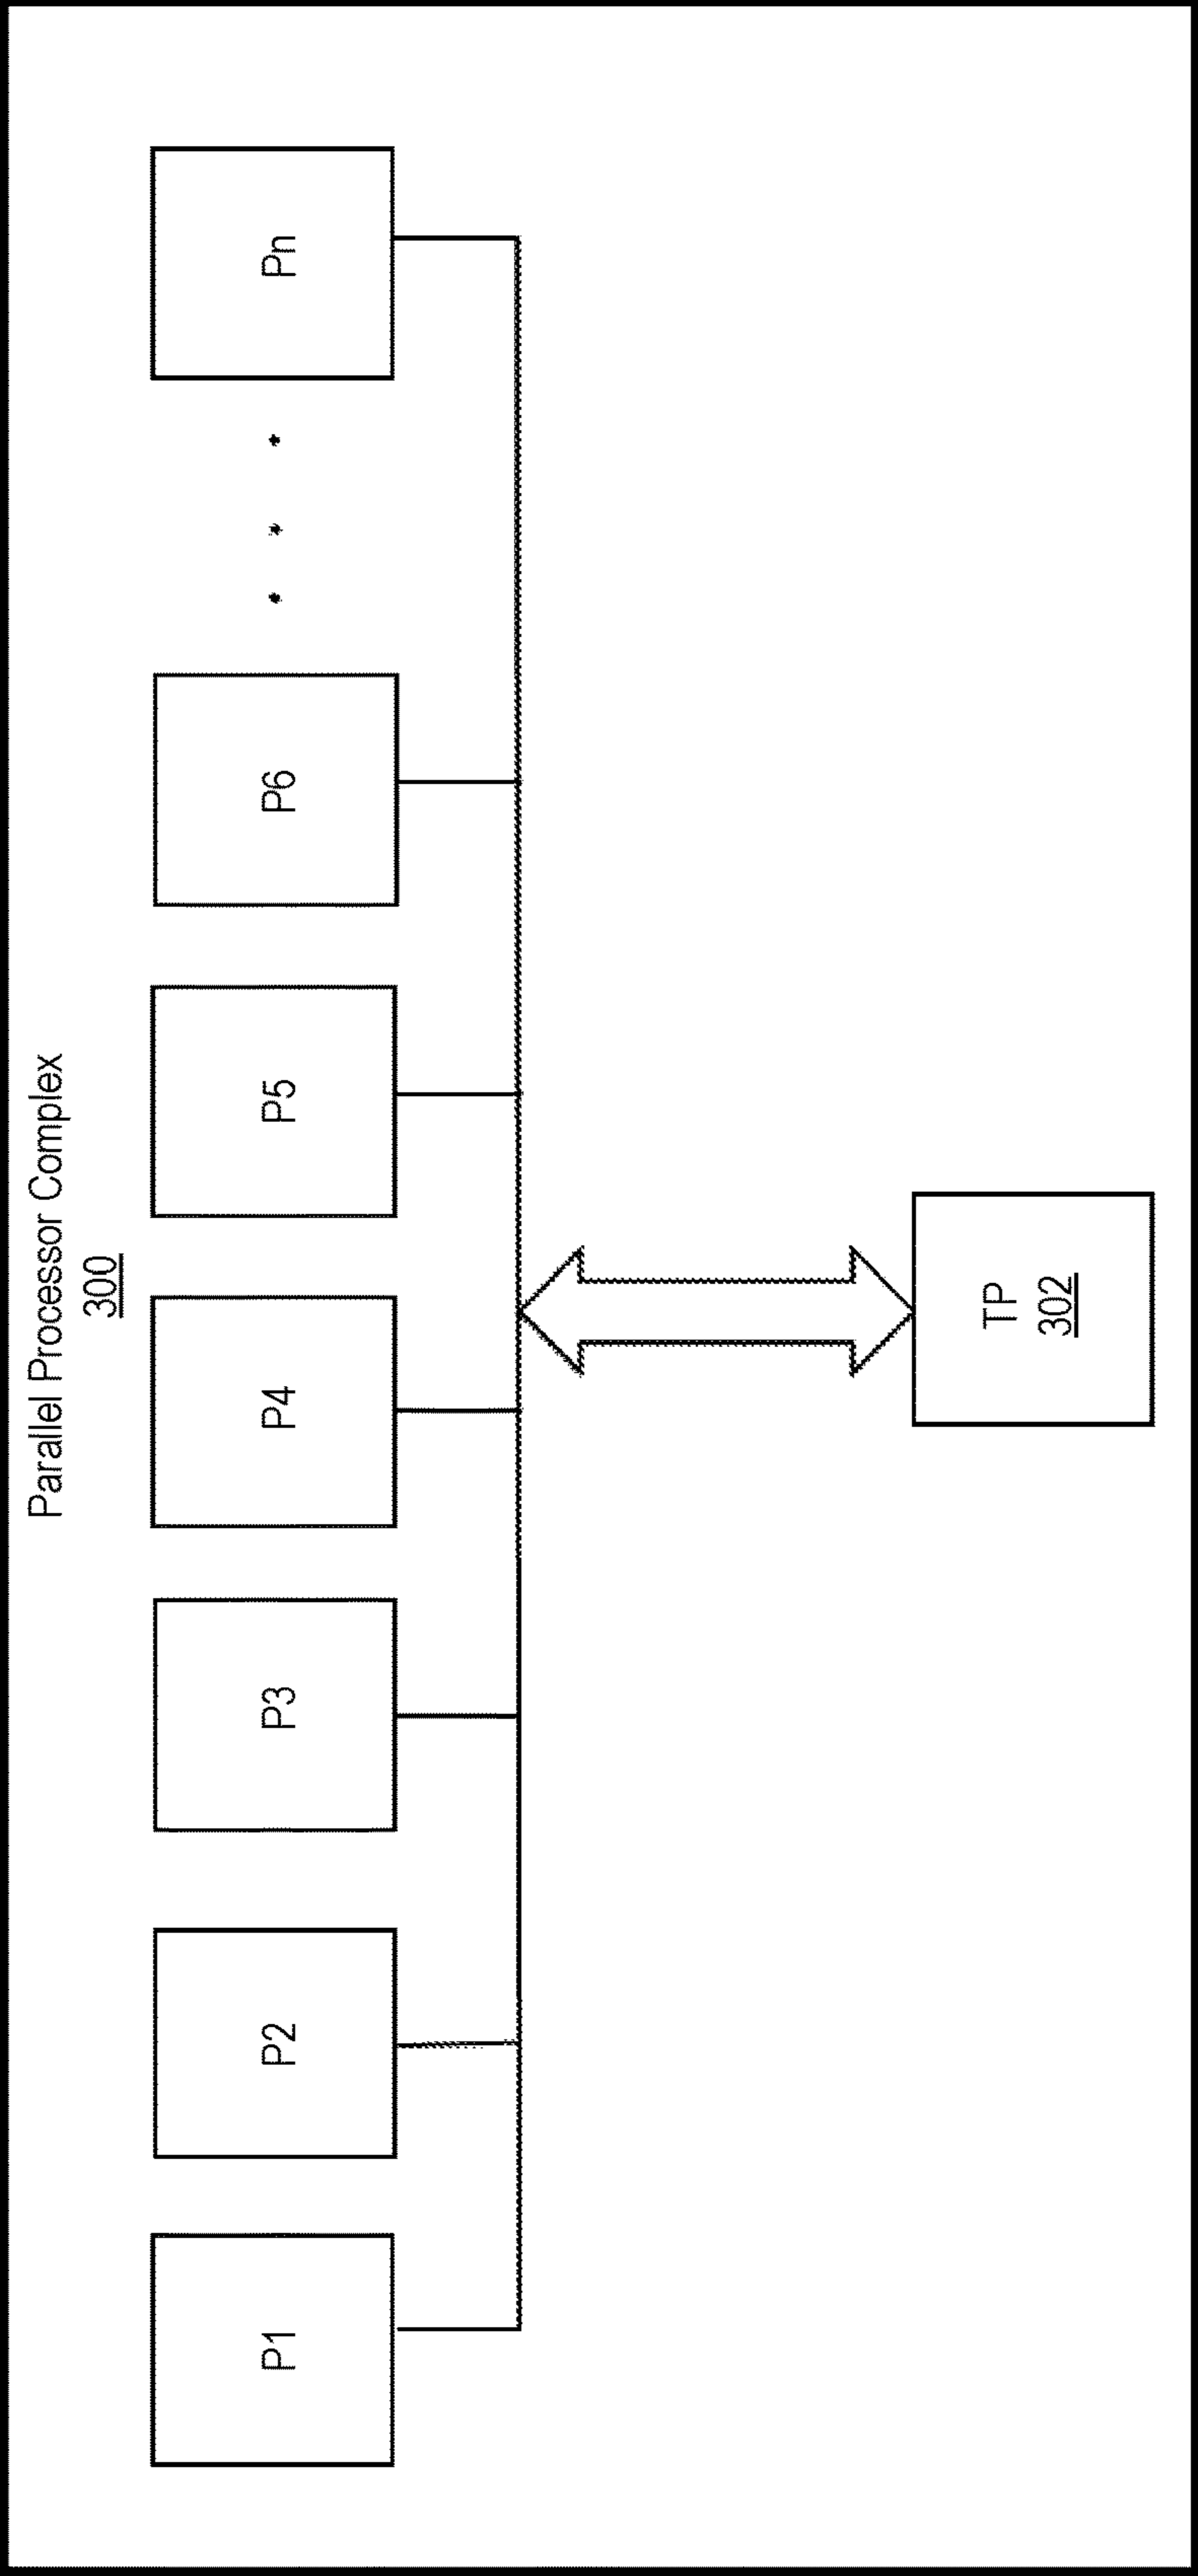 Parallel Processor Complex
300
P1
P2
P3
P4
P5
P6
Pn
TP
302